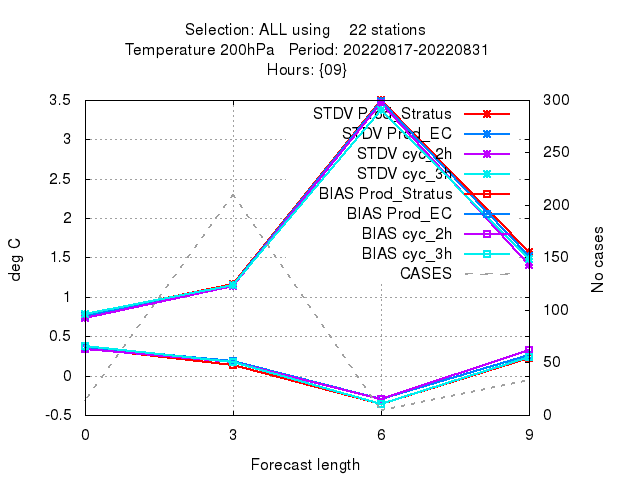 Selection: ALL using 22 stations
Temperature 200hPa Period: 20220817-20220831
Hours: {09}
3.5
3
2.5
2
1.5
1
0.5
0
-0.5
deg C
STDV Prod_Stratus
STDV Prod_EC
STDV cyc_2h
STDV cyc_3h
BIAS Prod_Stratus
BIAS Prod_EC
BIAS cyc_2h
BIAS cyc_3h
CASES
300
250
200
150
100
50
0
No cases
0 3 6 9
Forecast length